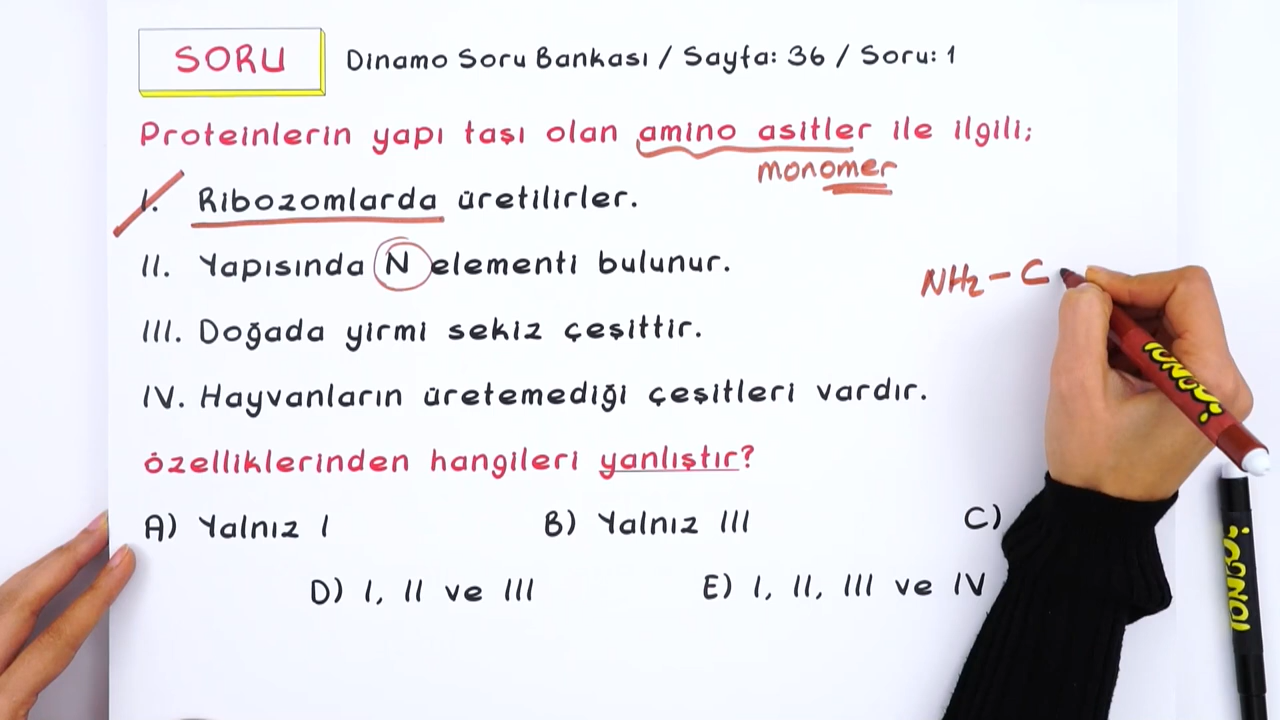 SORU Dinamo Soru Bankası / Sayfa: 36 / Soru: 1
Proteinlerin yapı taşı olan amino asitler ile ilgili;
monomer
I. Ribozomlarda üretilirler.
II. Yapısında N elementi bulunur.
NH2 - C
III. Doğada yirmi sekiz çeşittir.
IV. Hayvanların üretemediği çeşitleri vardır.
özelliklerinden hangileri yanlıştır?
A) Yalnız I B) Yalnız III C)
D) I, II ve III E) I, II, III ve IV